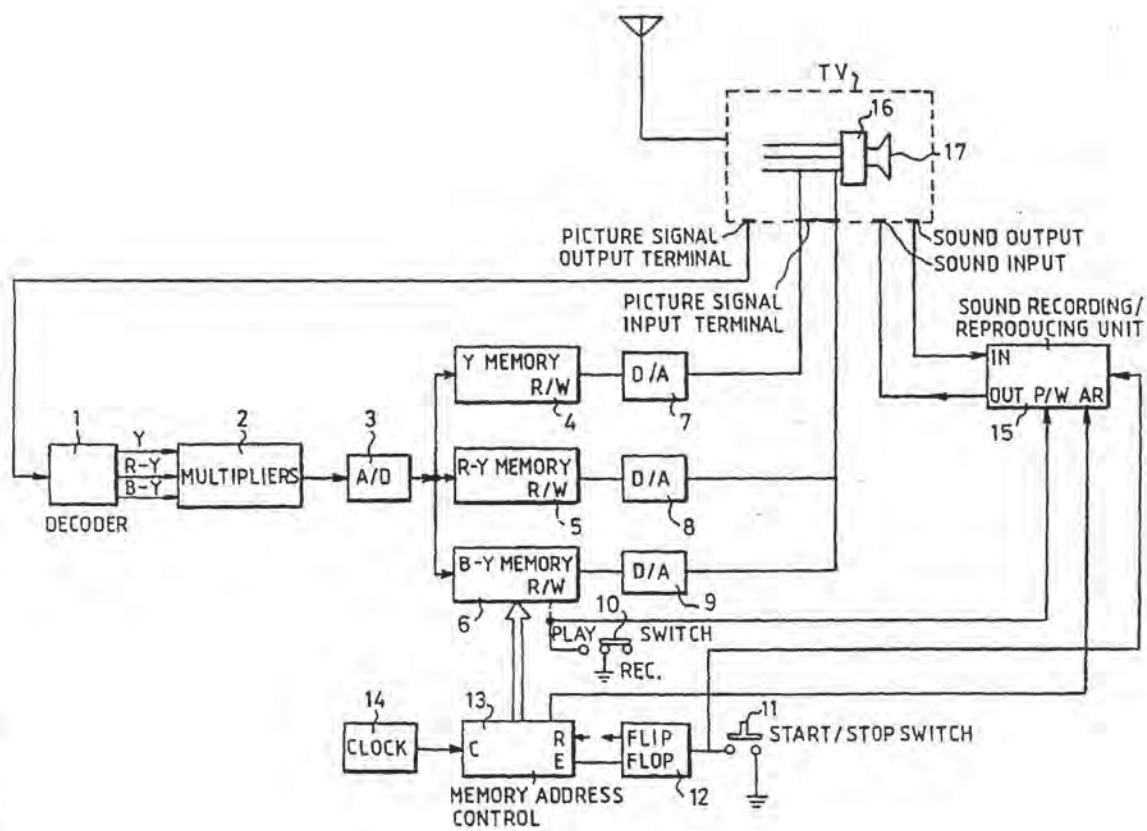 TV
16
17
PICTURE SIGNAL
OUTPUT TERMINAL
SOUND OUTPUT
SOUND INPUT
PICTURE SIGNAL
INPUT TERMINAL
SOUND RECORDING/
REPRODUCING UNIT
IN
OUT P/W AR
15
Y MEMORY
R/W
4
D/A
7
1
Y
R-Y
B-Y
DECODER
2
MULTIPLIERS
3
A/D
R-Y MEMORY
R/W
5
D/A
8
B-Y MEMORY
R/W
6
D/A
9
10
PLAY
SWITCH
REC.
14
CLOCK
13
C
R
E
MEMORY ADDRESS
CONTROL
FLIP
FLOP
12
11
START/STOP SWITCH